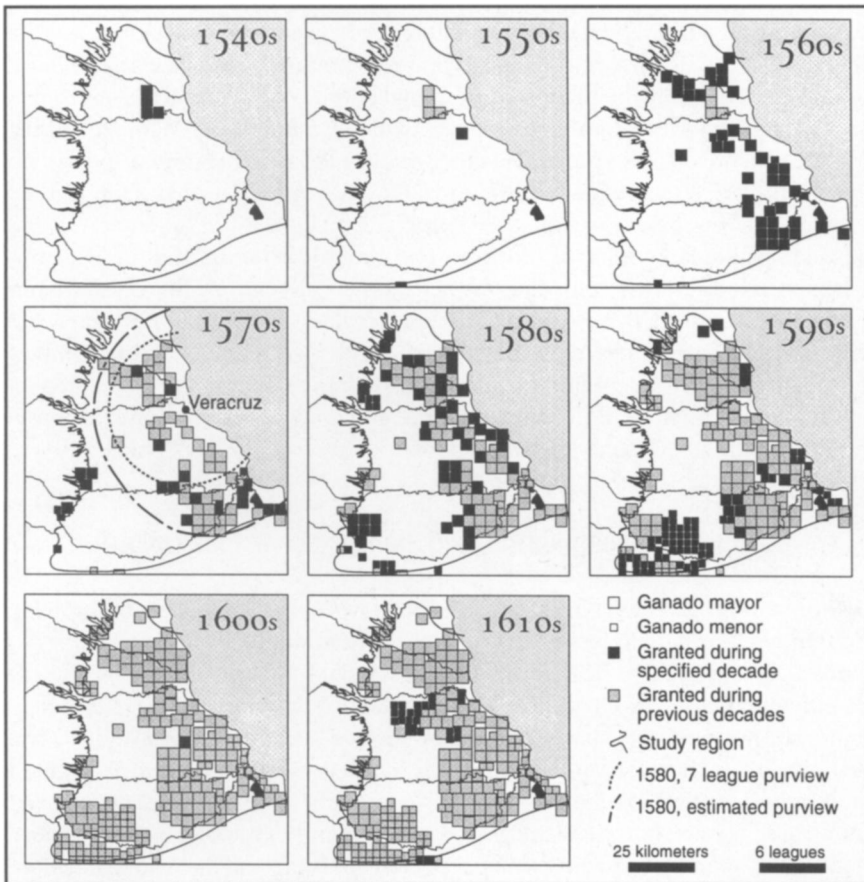 1540s
1550s
1560s
1570s
Veracruz
1580s
1590s
1600s
1610s
Ganado mayor
Ganado menor
Granted during
specified decade
Granted during
previous decades
Study region
1580, 7 league purview
1580, estimated purview
25 kilometers
6 leagues